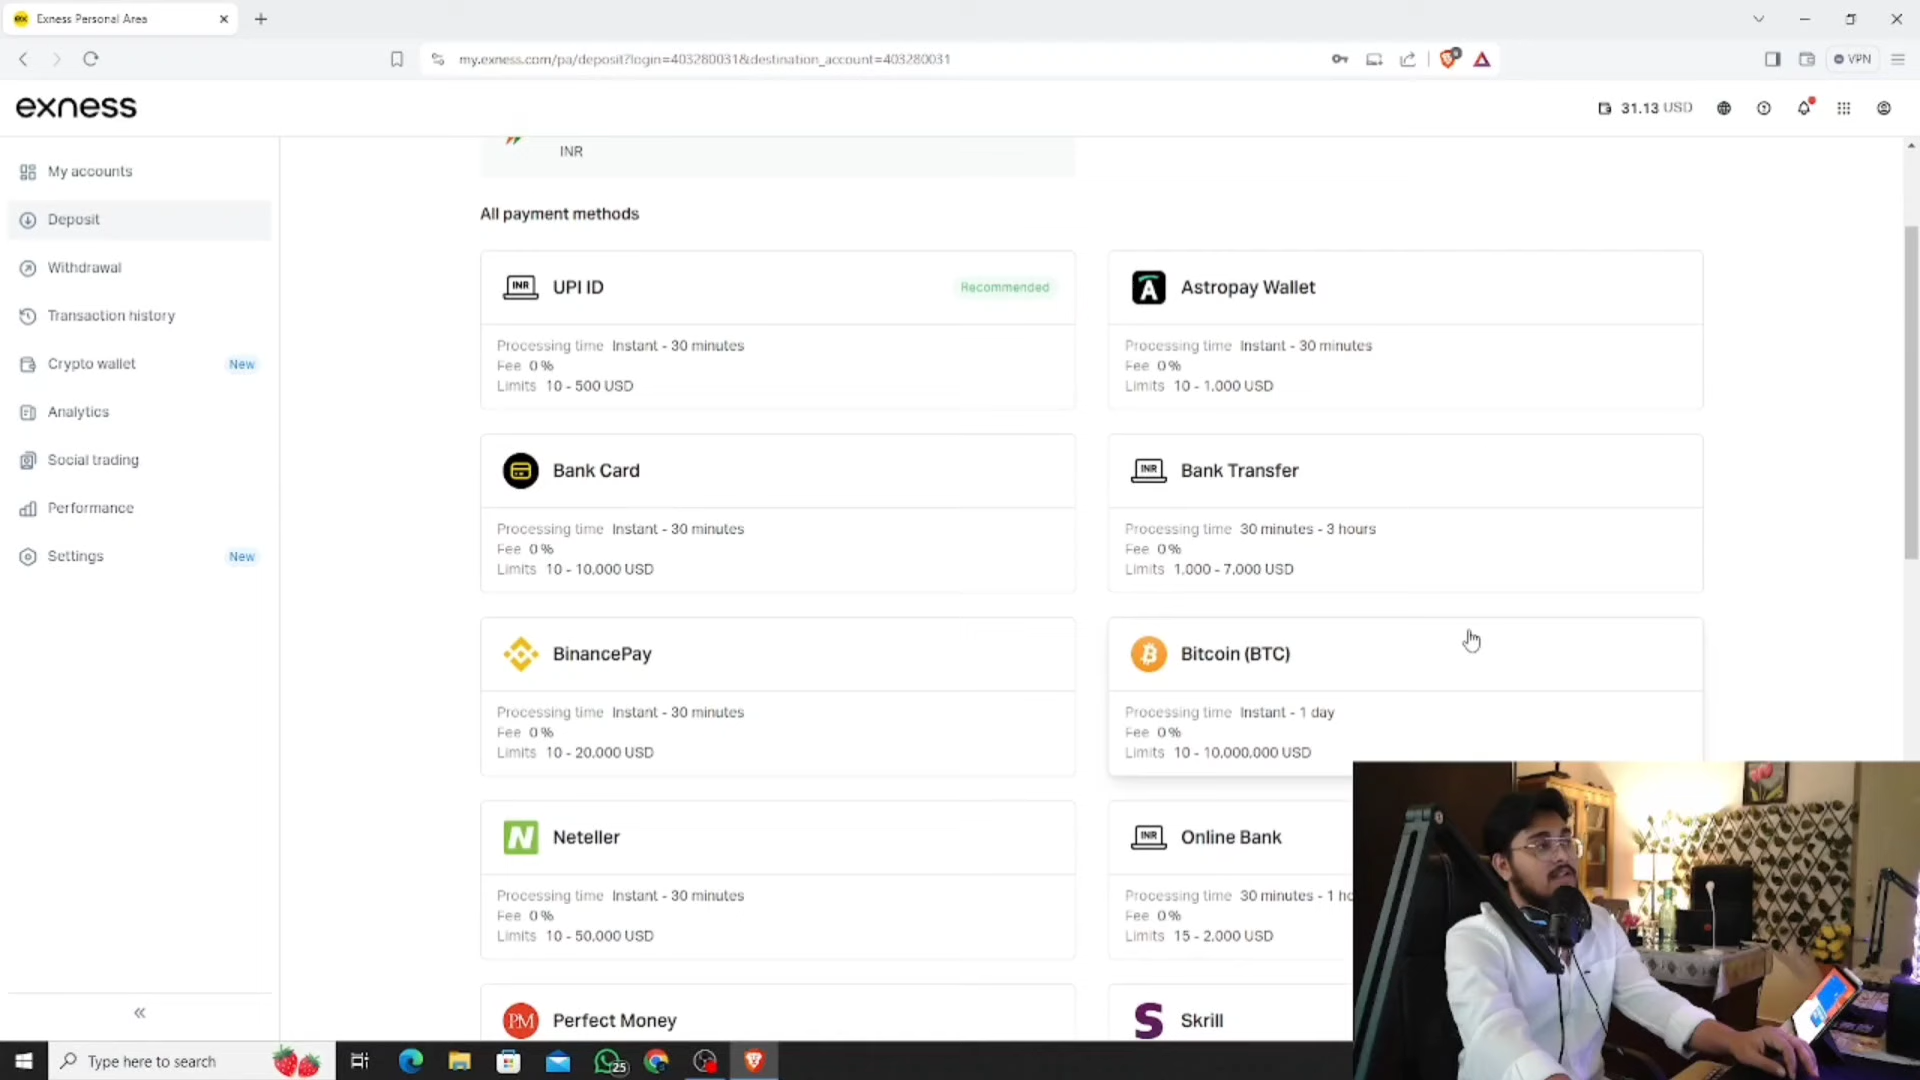 Exness Personal Area
my.exness.com/pa/deposit?login=403280031&destination_account=403280031
VPN
exness
31.13 USD
My accounts
Deposit
Withdrawal
Transaction history
Crypto wallet New
Analytics
Social trading
Performance
Settings New
INR
All payment methods
INR UPI ID Recommended
Processing time Instant - 30 minutes
Fee 0 %
Limits 10 - 500 USD
Astropay Wallet
Processing time Instant - 30 minutes
Fee 0 %
Limits 10 - 1,000 USD
Bank Card
Processing time Instant - 30 minutes
Fee 0 %
Limits 10 - 10,000 USD
INR Bank Transfer
Processing time 30 minutes - 3 hours
Fee 0 %
Limits 1,000 - 7,000 USD
BinancePay
Processing time Instant - 30 minutes
Fee 0 %
Limits 10 - 20,000 USD
Bitcoin (BTC)
Processing time Instant - 1 day
Fee 0 %
Limits 10 - 10,000,000 USD
Neteller
Processing time Instant - 30 minutes
Fee 0 %
Limits 10 - 50,000 USD
INR Online Bank
Processing time 30 minutes - 1 ho
Fee 0 %
Limits 15 - 2,000 USD
PM Perfect Money
S Skrill
Type here to search
25